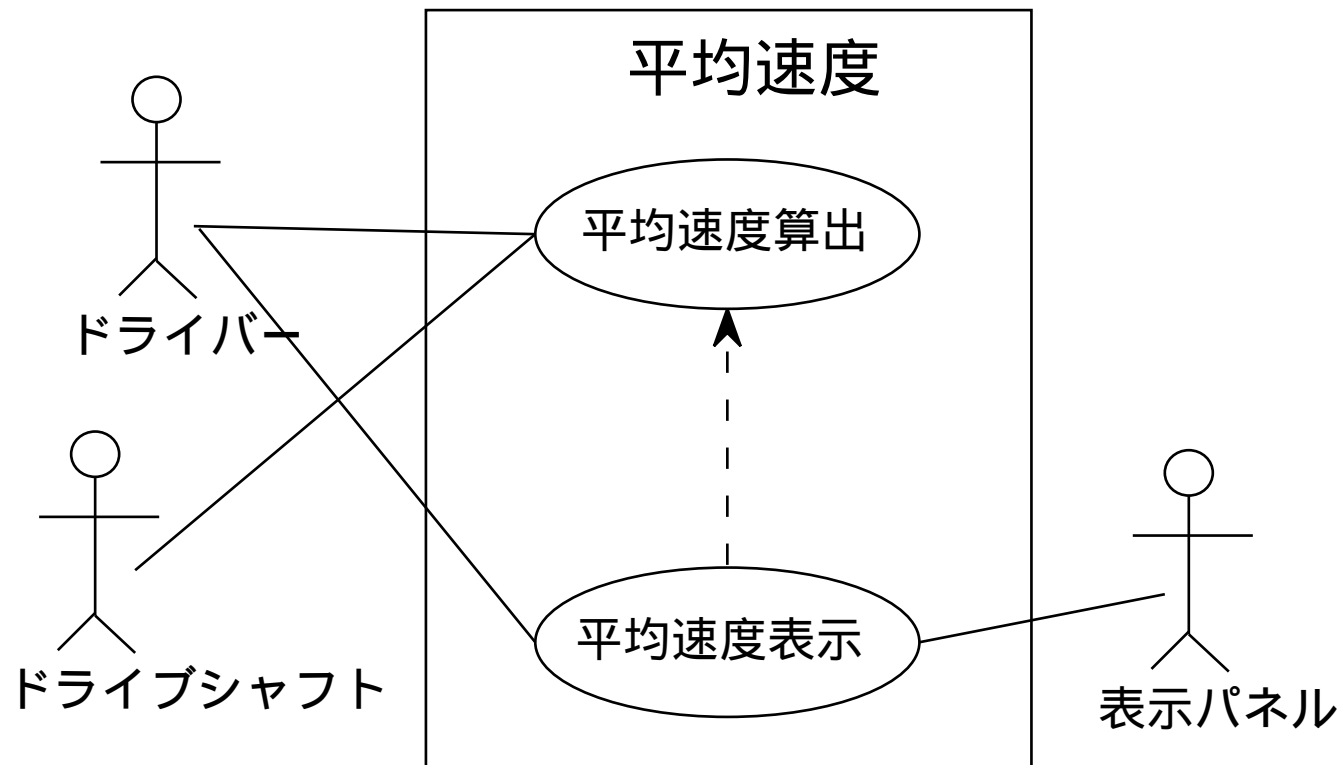 平均速度
平均速度算出
ドライバー
平均速度表示
ドライブシャフト
表示パネル